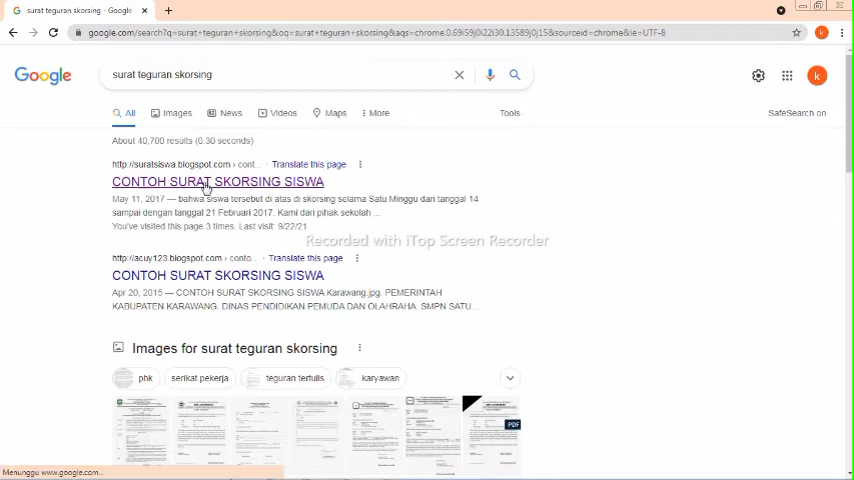 surat teguran skorsing - Google
google.com/search?q=surat+teguran+skorsing&oq=surat+teguran+skorsing&aqs=chrome.0.69i59j0i22i30.13589j0j15&sourceid=chrome&ie=UTF-8
k
Google
surat teguran skorsing
k
All
Images
News
Videos
Maps
More
Tools
SafeSearch on
About 40,700 results (0.30 seconds)
http://suratsiswa.blogspot.com › cont... · Translate this page
CONTOH SURAT SKORSING SISWA
May 11, 2017 — bahwa siswa tersebut di atas di skorsing selama Satu Minggu dari tanggal 14
sampai dengan tanggal 21 Februari 2017. Kami dari pihak sekolah ...
You've visited this page 3 times. Last visit: 9/22/21
Recorded with iTop Screen Recorder
http://acuy123.blogspot.com › conto... · Translate this page
CONTOH SURAT SKORSING SISWA
Apr 20, 2015 — CONTOH SURAT SKORSING SISWA Karawang.jpg. PEMERINTAH
KABUPATEN KARAWANG. DINAS PENDIDIKAN PEMUDA DAN OLAHRAHA. SMPN SATU...
Images for surat teguran skorsing
phk
serikat pekerja
teguran tertulis
karyawan
PDF
Menunggu www.google.com...